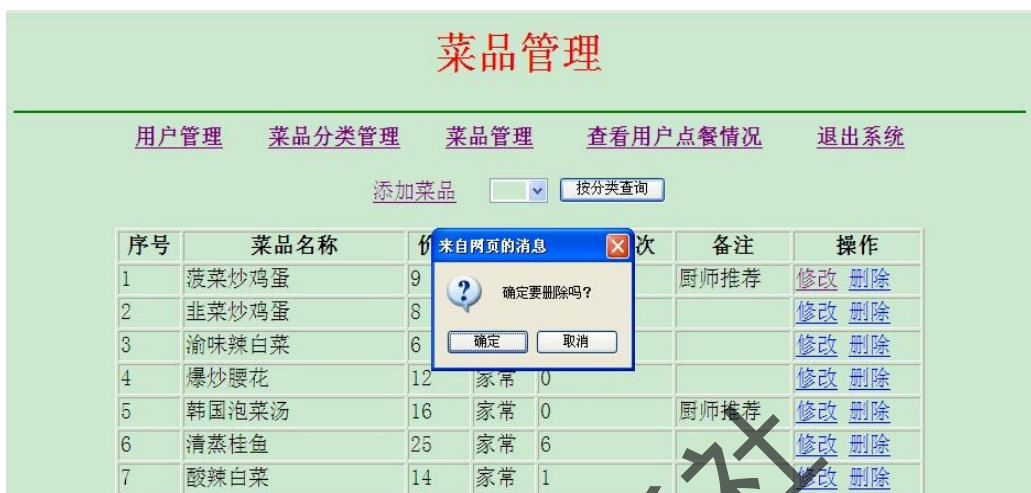 菜品管理
用户管理 菜品分类管理 菜品管理 查看用户点餐情况 退出系统
添加菜品 按分类查询
序号 菜品名称 次 备注 操作
来自网页的消息
确定要删除吗?
确定 取消
1 菠菜炒鸡蛋 9 厨师推荐 修改 删除
2 韭菜炒鸡蛋 8 修改 删除
3 渝味辣白菜 6 修改 删除
4 爆炒腰花 12 家常 0 修改 删除
5 韩国泡菜汤 16 家常 0 厨师推荐 修改 删除
6 清蒸桂鱼 25 家常 6 修改 删除
7 酸辣白菜 14 家常 1 修改 删除
社